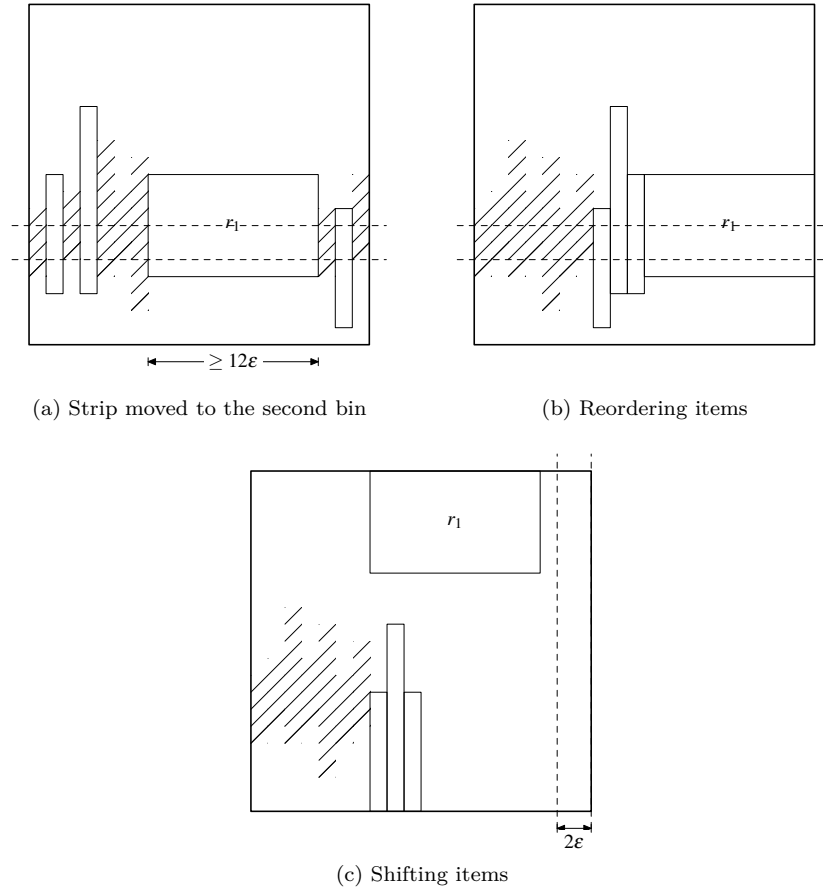 r₁
r₁
≥ 12ε
(a) Strip moved to the second bin
(b) Reordering items
r₁
2ε
(c) Shifting items